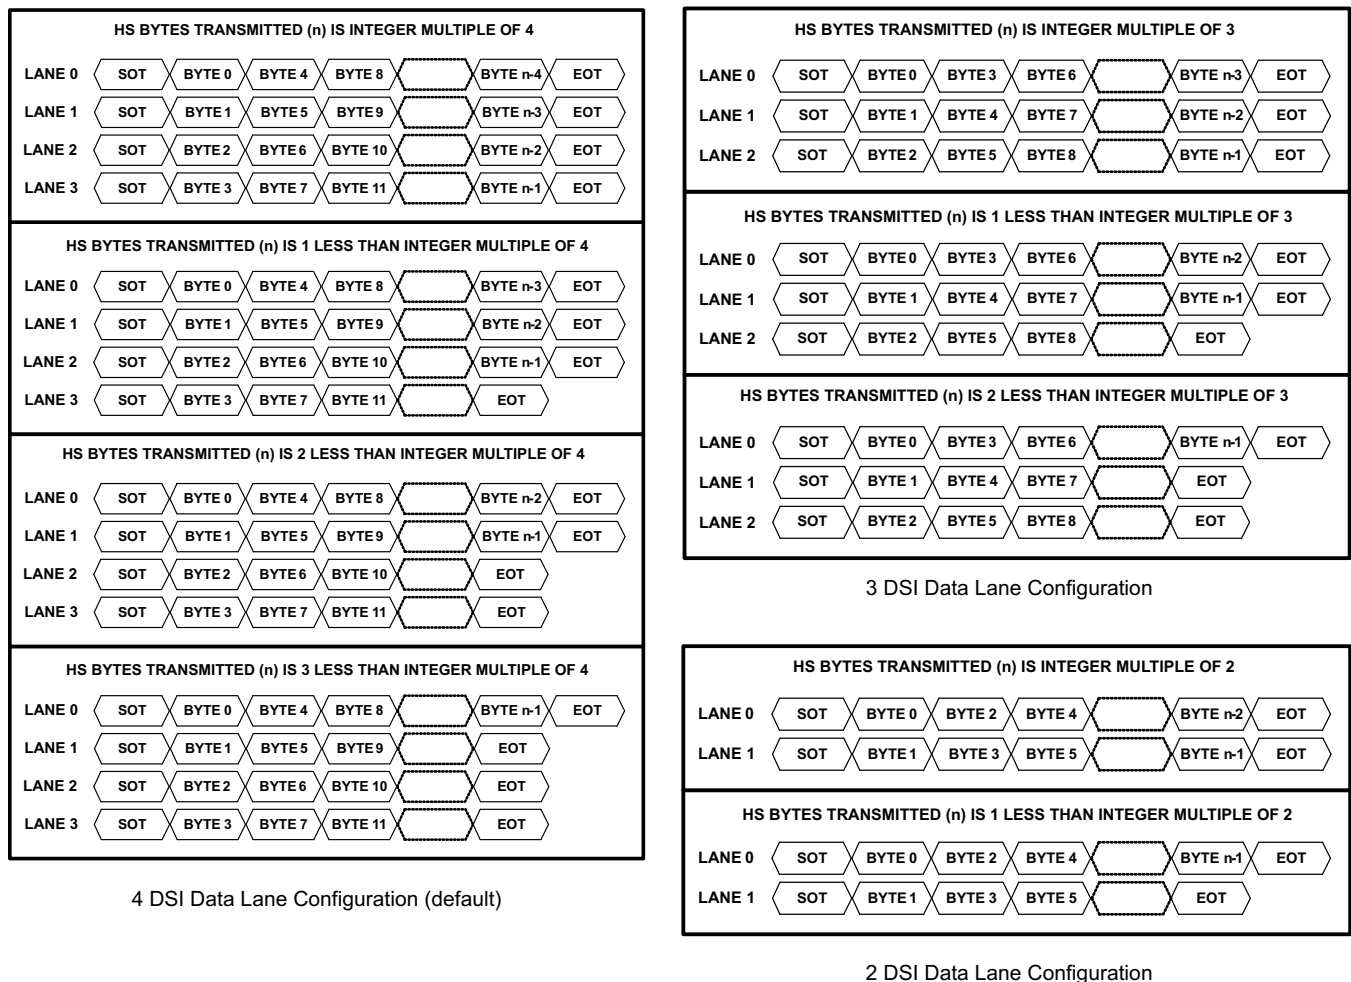 HS BYTES TRANSMITTED (n) IS INTEGER MULTIPLE OF 4
LANE 0 SOT BYTE 0 BYTE 4 BYTE 8 BYTE n-4 EOT
LANE 1 SOT BYTE 1 BYTE 5 BYTE 9 BYTE n-3 EOT
LANE 2 SOT BYTE 2 BYTE 6 BYTE 10 BYTE n-2 EOT
LANE 3 SOT BYTE 3 BYTE 7 BYTE 11 BYTE n-1 EOT
HS BYTES TRANSMITTED (n) IS 1 LESS THAN INTEGER MULTIPLE OF 4
LANE 0 SOT BYTE 0 BYTE 4 BYTE 8 BYTE n-3 EOT
LANE 1 SOT BYTE 1 BYTE 5 BYTE 9 BYTE n-2 EOT
LANE 2 SOT BYTE 2 BYTE 6 BYTE 10 BYTE n-1 EOT
LANE 3 SOT BYTE 3 BYTE 7 BYTE 11 EOT
HS BYTES TRANSMITTED (n) IS 2 LESS THAN INTEGER MULTIPLE OF 4
LANE 0 SOT BYTE 0 BYTE 4 BYTE 8 BYTE n-2 EOT
LANE 1 SOT BYTE 1 BYTE 5 BYTE 9 BYTE n-1 EOT
LANE 2 SOT BYTE 2 BYTE 6 BYTE 10 EOT
LANE 3 SOT BYTE 3 BYTE 7 BYTE 11 EOT
HS BYTES TRANSMITTED (n) IS 3 LESS THAN INTEGER MULTIPLE OF 4
LANE 0 SOT BYTE 0 BYTE 4 BYTE 8 BYTE n-1 EOT
LANE 1 SOT BYTE 1 BYTE 5 BYTE 9 EOT
LANE 2 SOT BYTE 2 BYTE 6 BYTE 10 EOT
LANE 3 SOT BYTE 3 BYTE 7 BYTE 11 EOT
4 DSI Data Lane Configuration (default)
HS BYTES TRANSMITTED (n) IS INTEGER MULTIPLE OF 3
LANE 0 SOT BYTE 0 BYTE 3 BYTE 6 BYTE n-3 EOT
LANE 1 SOT BYTE 1 BYTE 4 BYTE 7 BYTE n-2 EOT
LANE 2 SOT BYTE 2 BYTE 5 BYTE 8 BYTE n-1 EOT
HS BYTES TRANSMITTED (n) IS 1 LESS THAN INTEGER MULTIPLE OF 3
LANE 0 SOT BYTE 0 BYTE 3 BYTE 6 BYTE n-2 EOT
LANE 1 SOT BYTE 1 BYTE 4 BYTE 7 BYTE n-1 EOT
LANE 2 SOT BYTE 2 BYTE 5 BYTE 8 EOT
HS BYTES TRANSMITTED (n) IS 2 LESS THAN INTEGER MULTIPLE OF 3
LANE 0 SOT BYTE 0 BYTE 3 BYTE 6 BYTE n-1 EOT
LANE 1 SOT BYTE 1 BYTE 4 BYTE 7 EOT
LANE 2 SOT BYTE 2 BYTE 5 BYTE 8 EOT
3 DSI Data Lane Configuration
HS BYTES TRANSMITTED (n) IS INTEGER MULTIPLE OF 2
LANE 0 SOT BYTE 0 BYTE 2 BYTE 4 BYTE n-2 EOT
LANE 1 SOT BYTE 1 BYTE 3 BYTE 5 BYTE n-1 EOT
HS BYTES TRANSMITTED (n) IS 1 LESS THAN INTEGER MULTIPLE OF 2
LANE 0 SOT BYTE 0 BYTE 2 BYTE 4 BYTE n-1 EOT
LANE 1 SOT BYTE 1 BYTE 3 BYTE 5 EOT
2 DSI Data Lane Configuration